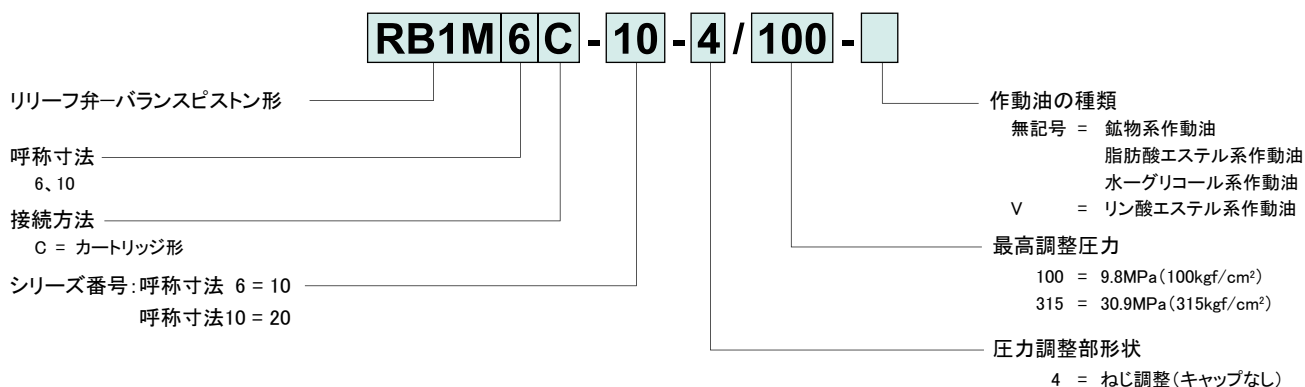 RB1M6C-10-4/100-
リリーフ弁－バランスピストン形
呼称寸法
6、10
接続方法
C = カートリッジ形
シリーズ番号：呼称寸法 6 = 10
呼称寸法10 = 20
作動油の種類
無記号 = 鉱物系作動油
脂肪酸エステル系作動油
水－グリコール系作動油
V = リン酸エステル系作動油
最高調整圧力
100 = 9.8MPa（100kgf/cm²）
315 = 30.9MPa（315kgf/cm²）
圧力調整部形状
4 = ねじ調整（キャップなし）